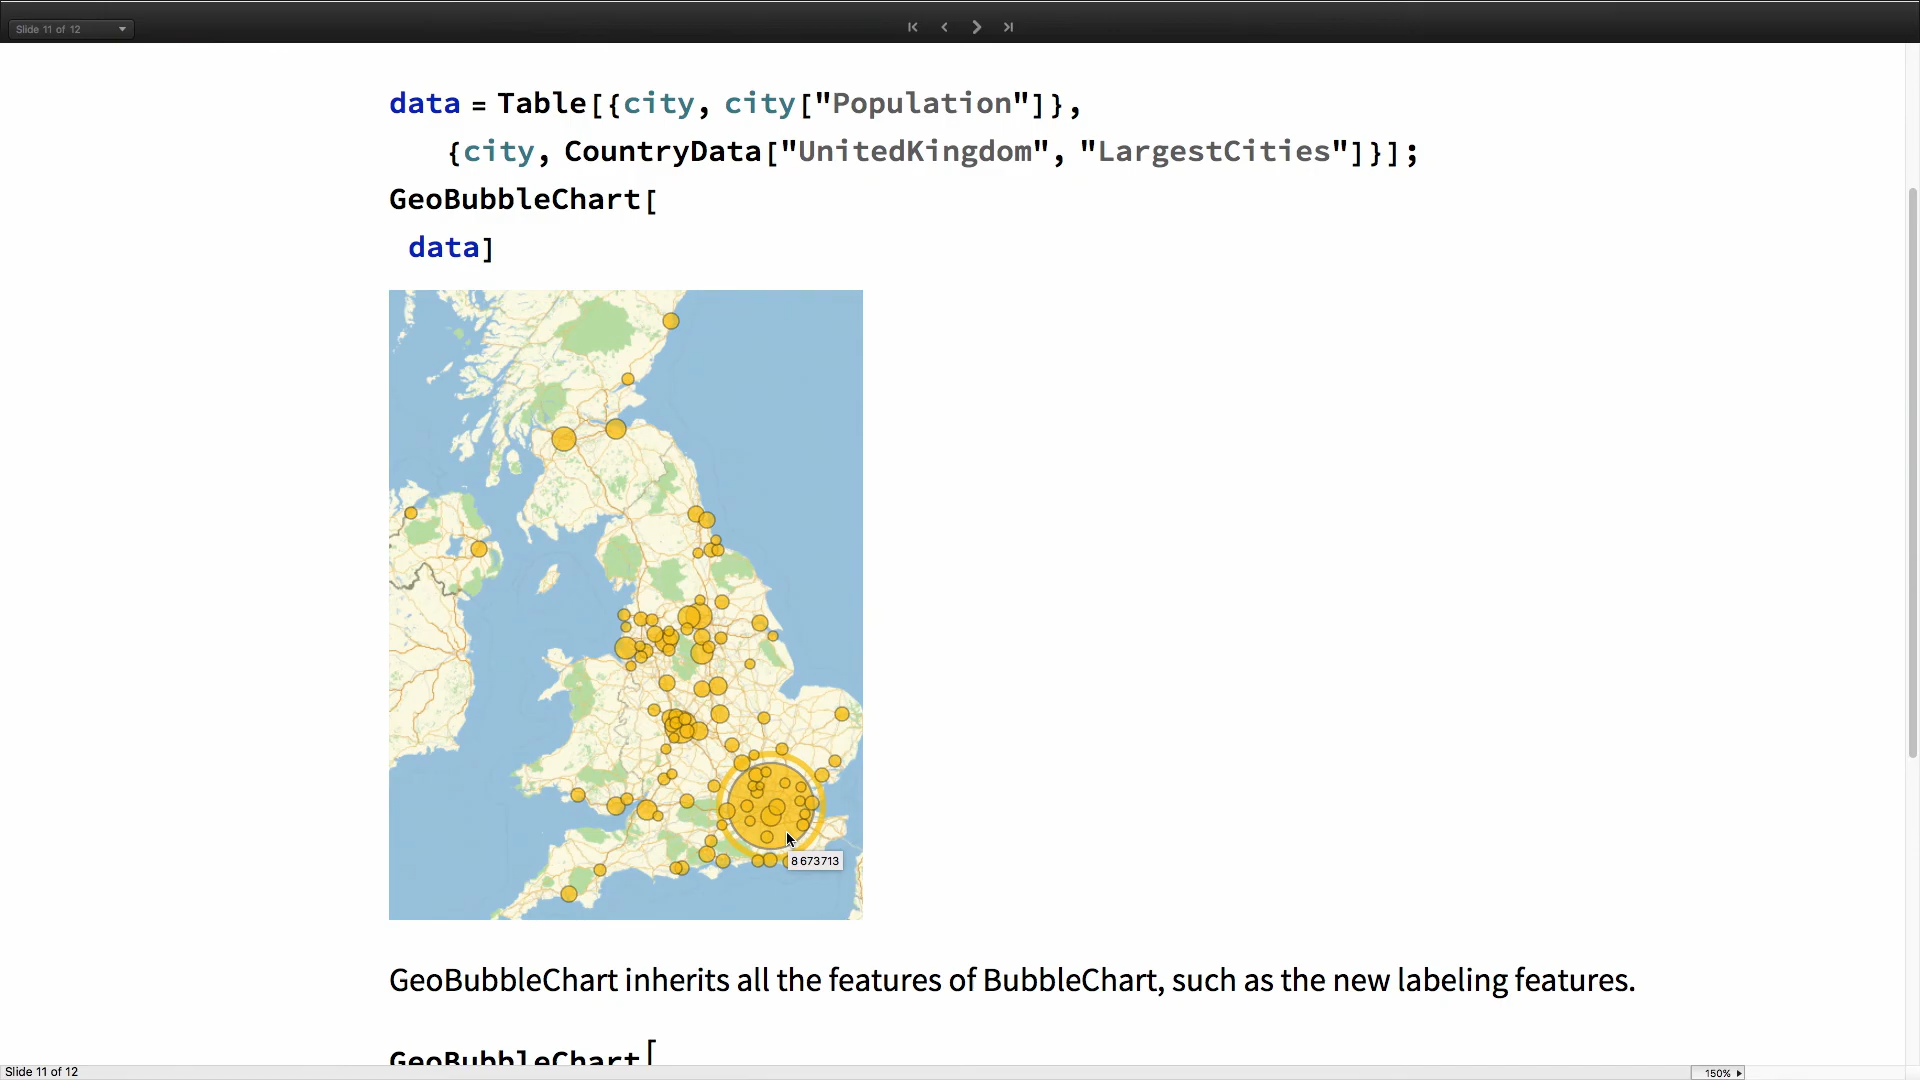 Slide 11 of 12
data = Table[{city, city["Population"]},
{city, CountryData["UnitedKingdom", "LargestCities"]}];
GeoBubbleChart[
data]
8 673 713
GeoBubbleChart inherits all the features of BubbleChart, such as the new labeling features.
GeoBubbleChart[
Slide 11 of 12
150%